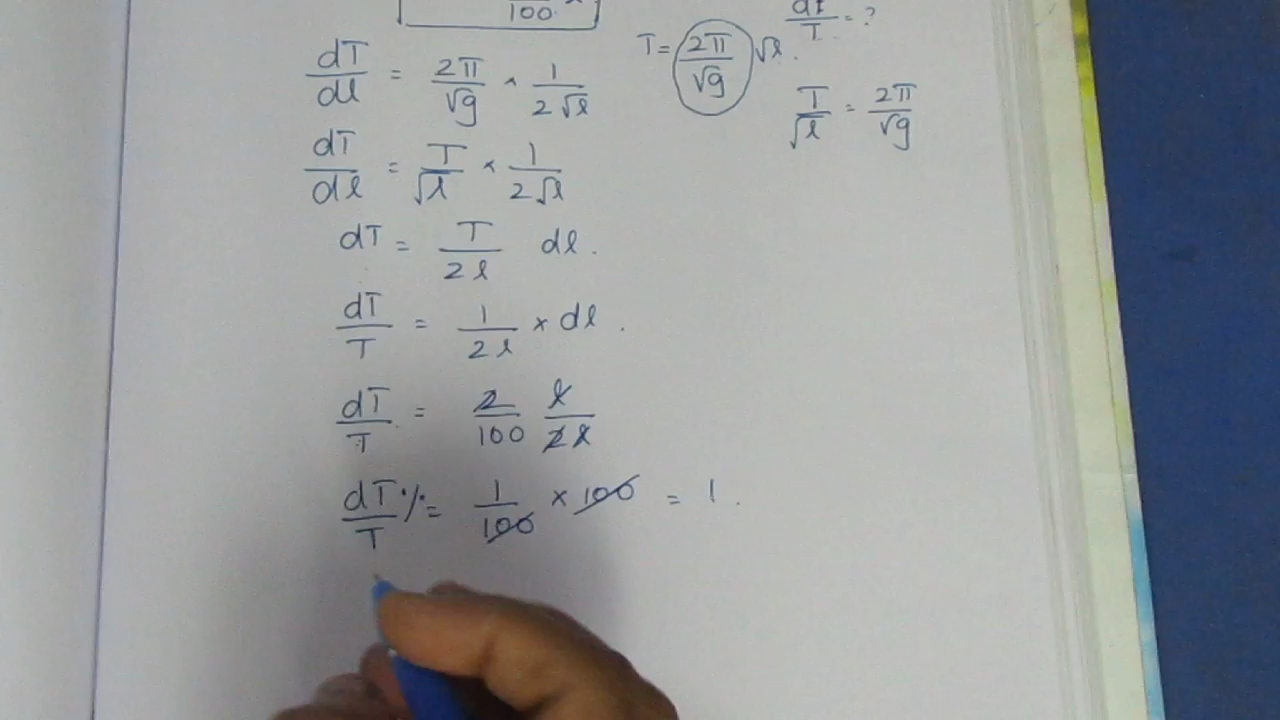 100
dT/T = ?
T = 2π/√g √l.
dT/dl = 2π/√g × 1/2√l
T/√l = 2π/√g
dT/dl = T/√l × 1/2√l
dT = T/2l dl.
dT/T = 1/2l × dl.
dT/T = 2/100 l/2l
dT/T % = 1/100 × 100 = 1.